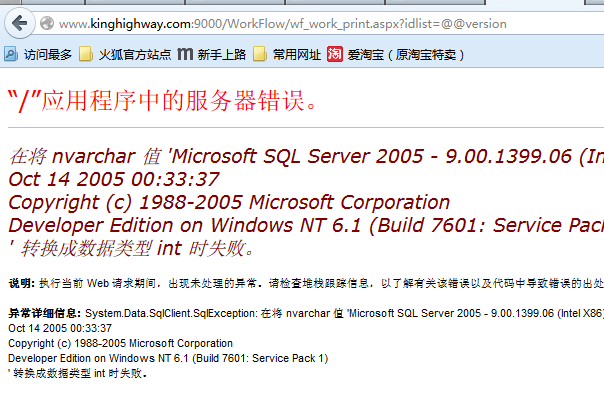 www.kinghighway.com:9000/WorkFlow/wf_work_print.aspx?idlist=@@version
访问最多 火狐官方站点 新手上路 常用网址 爱淘宝（原淘宝特卖）
“/”应用程序中的服务器错误。
在将 nvarchar 值 'Microsoft SQL Server 2005 - 9.00.1399.06 (In
Oct 14 2005 00:33:37
Copyright (c) 1988-2005 Microsoft Corporation
Developer Edition on Windows NT 6.1 (Build 7601: Service Pac
' 转换成数据类型 int 时失败。
说明: 执行当前 Web 请求期间，出现未处理的异常。请检查堆栈跟踪信息，以了解有关该错误以及代码中导致错误的出处
异常详细信息: System.Data.SqlClient.SqlException: 在将 nvarchar 值 'Microsoft SQL Server 2005 - 9.00.1399.06 (Intel X86)
Oct 14 2005 00:33:37
Copyright (c) 1988-2005 Microsoft Corporation
Developer Edition on Windows NT 6.1 (Build 7601: Service Pack 1)
' 转换成数据类型 int 时失败。